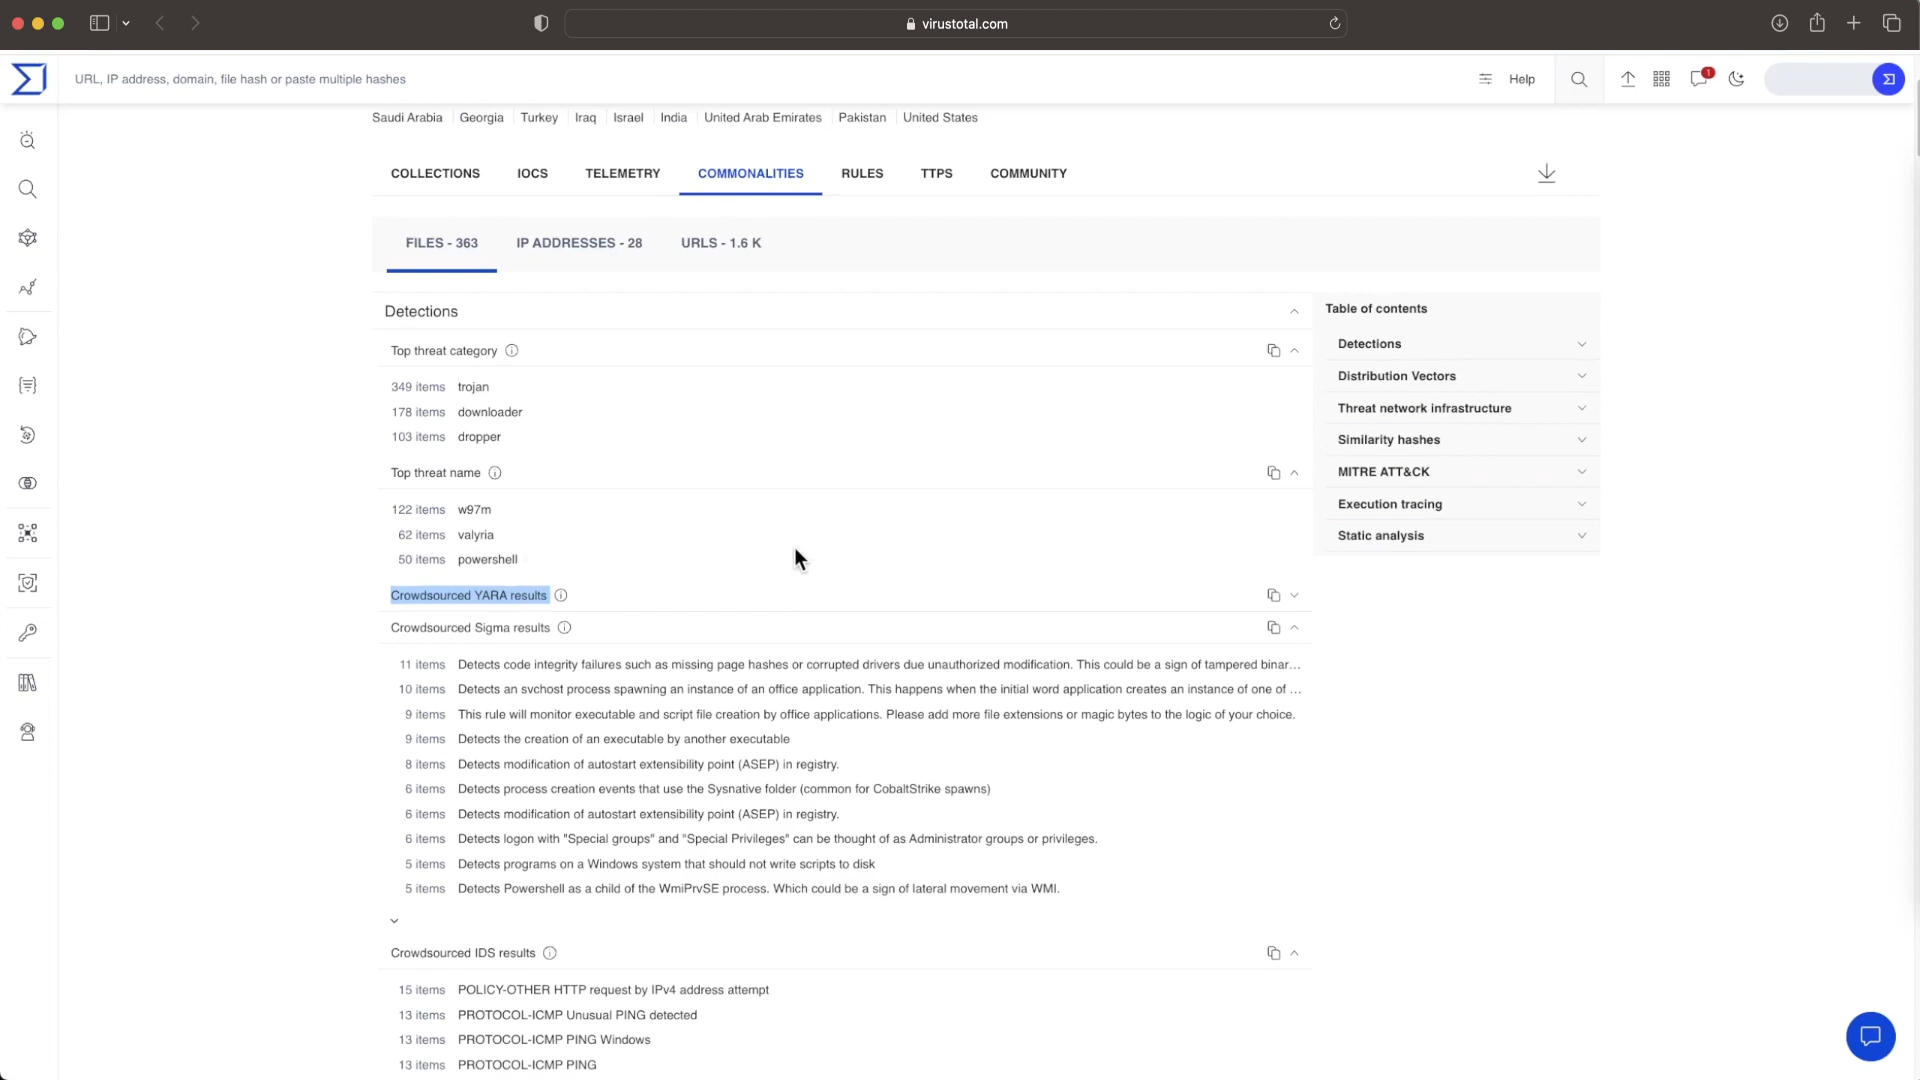 virustotal.com
URL, IP address, domain, file hash or paste multiple hashes
Help
1
Saudi Arabia Georgia Turkey Iraq Israel India United Arab Emirates Pakistan United States
COLLECTIONS IOCS TELEMETRY COMMONALITIES RULES TTPS COMMUNITY
FILES - 363 IP ADDRESSES - 28 URLS - 1.6 K
Detections
Top threat category
349 items trojan
178 items downloader
103 items dropper
Top threat name
122 items w97m
62 items valyria
50 items powershell
Crowdsourced YARA results
Crowdsourced Sigma results
11 items Detects code integrity failures such as missing page hashes or corrupted drivers due unauthorized modification. This could be a sign of tampered binar...
10 items Detects an svchost process spawning an instance of an office application. This happens when the initial word application creates an instance of one of ...
9 items This rule will monitor executable and script file creation by office applications. Please add more file extensions or magic bytes to the logic of your choice.
9 items Detects the creation of an executable by another executable
8 items Detects modification of autostart extensibility point (ASEP) in registry.
6 items Detects process creation events that use the Sysnative folder (common for CobaltStrike spawns)
6 items Detects modification of autostart extensibility point (ASEP) in registry.
6 items Detects logon with "Special groups" and "Special Privileges" can be thought of as Administrator groups or privileges.
5 items Detects programs on a Windows system that should not write scripts to disk
5 items Detects Powershell as a child of the WmiPrvSE process. Which could be a sign of lateral movement via WMI.
Crowdsourced IDS results
15 items POLICY-OTHER HTTP request by IPv4 address attempt
13 items PROTOCOL-ICMP Unusual PING detected
13 items PROTOCOL-ICMP PING Windows
13 items PROTOCOL-ICMP PING
Table of contents
Detections
Distribution Vectors
Threat network infrastructure
Similarity hashes
MITRE ATT&CK
Execution tracing
Static analysis